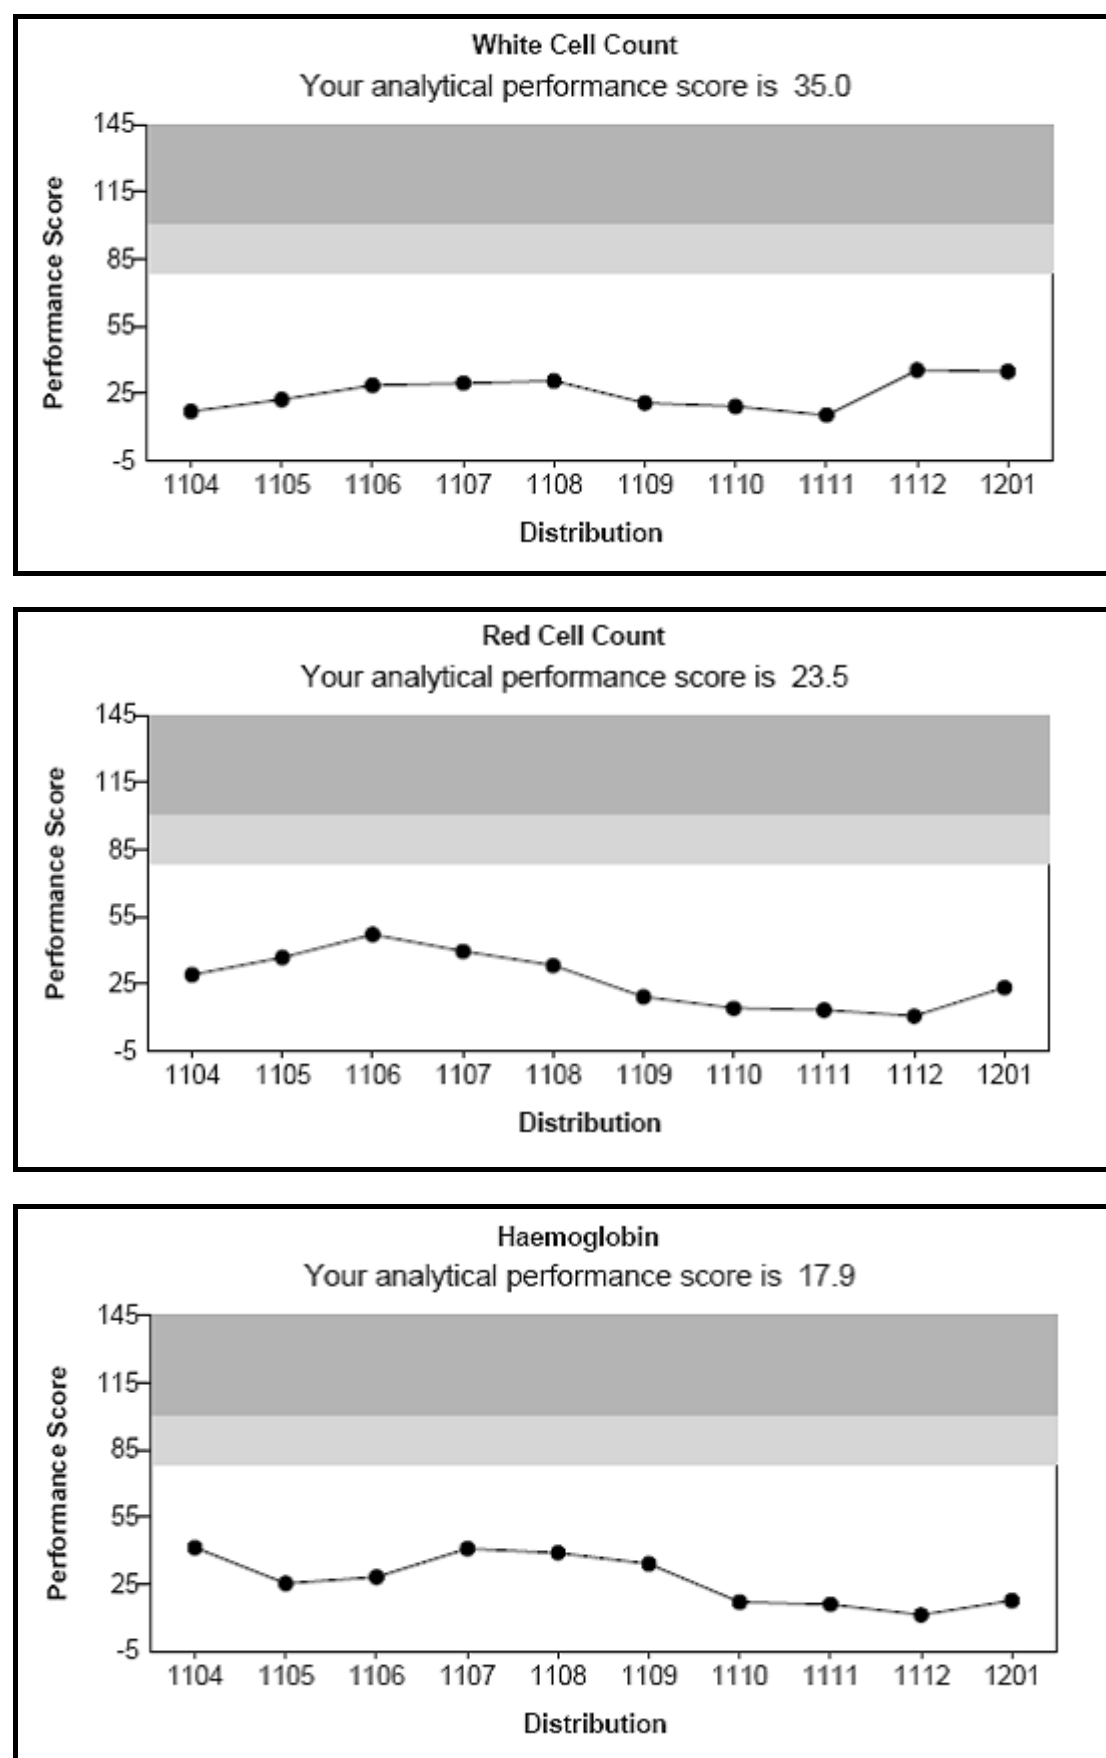 White Cell Count
Your analytical performance score is 35.0
145
115
85
55
25
-5
Performance Score
1104 1105 1106 1107 1108 1109 1110 1111 1112 1201
Distribution
Red Cell Count
Your analytical performance score is 23.5
145
115
85
55
25
-5
Performance Score
1104 1105 1106 1107 1108 1109 1110 1111 1112 1201
Distribution
Haemoglobin
Your analytical performance score is 17.9
145
115
85
55
25
-5
Performance Score
1104 1105 1106 1107 1108 1109 1110 1111 1112 1201
Distribution